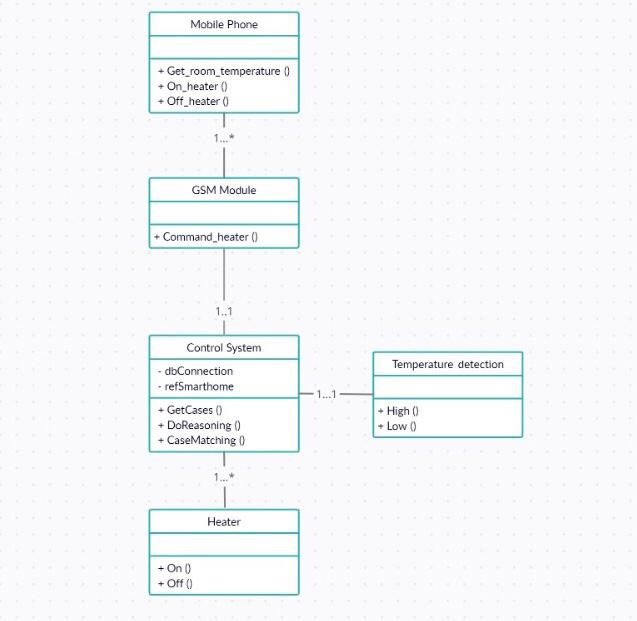 Mobile Phone
+ Get_room_temperature ()
+ On_heater ()
+ Off_heater ()
1...*
GSM Module
+ Command_heater ()
1..1
Control System
- dbConnection
- refSmarthome
+ GetCases ()
+ DoReasoning ()
+ CaseMatching ()
1...1
Temperature detection
+ High ()
+ Low ()
1...*
Heater
+ On ()
+ Off ()